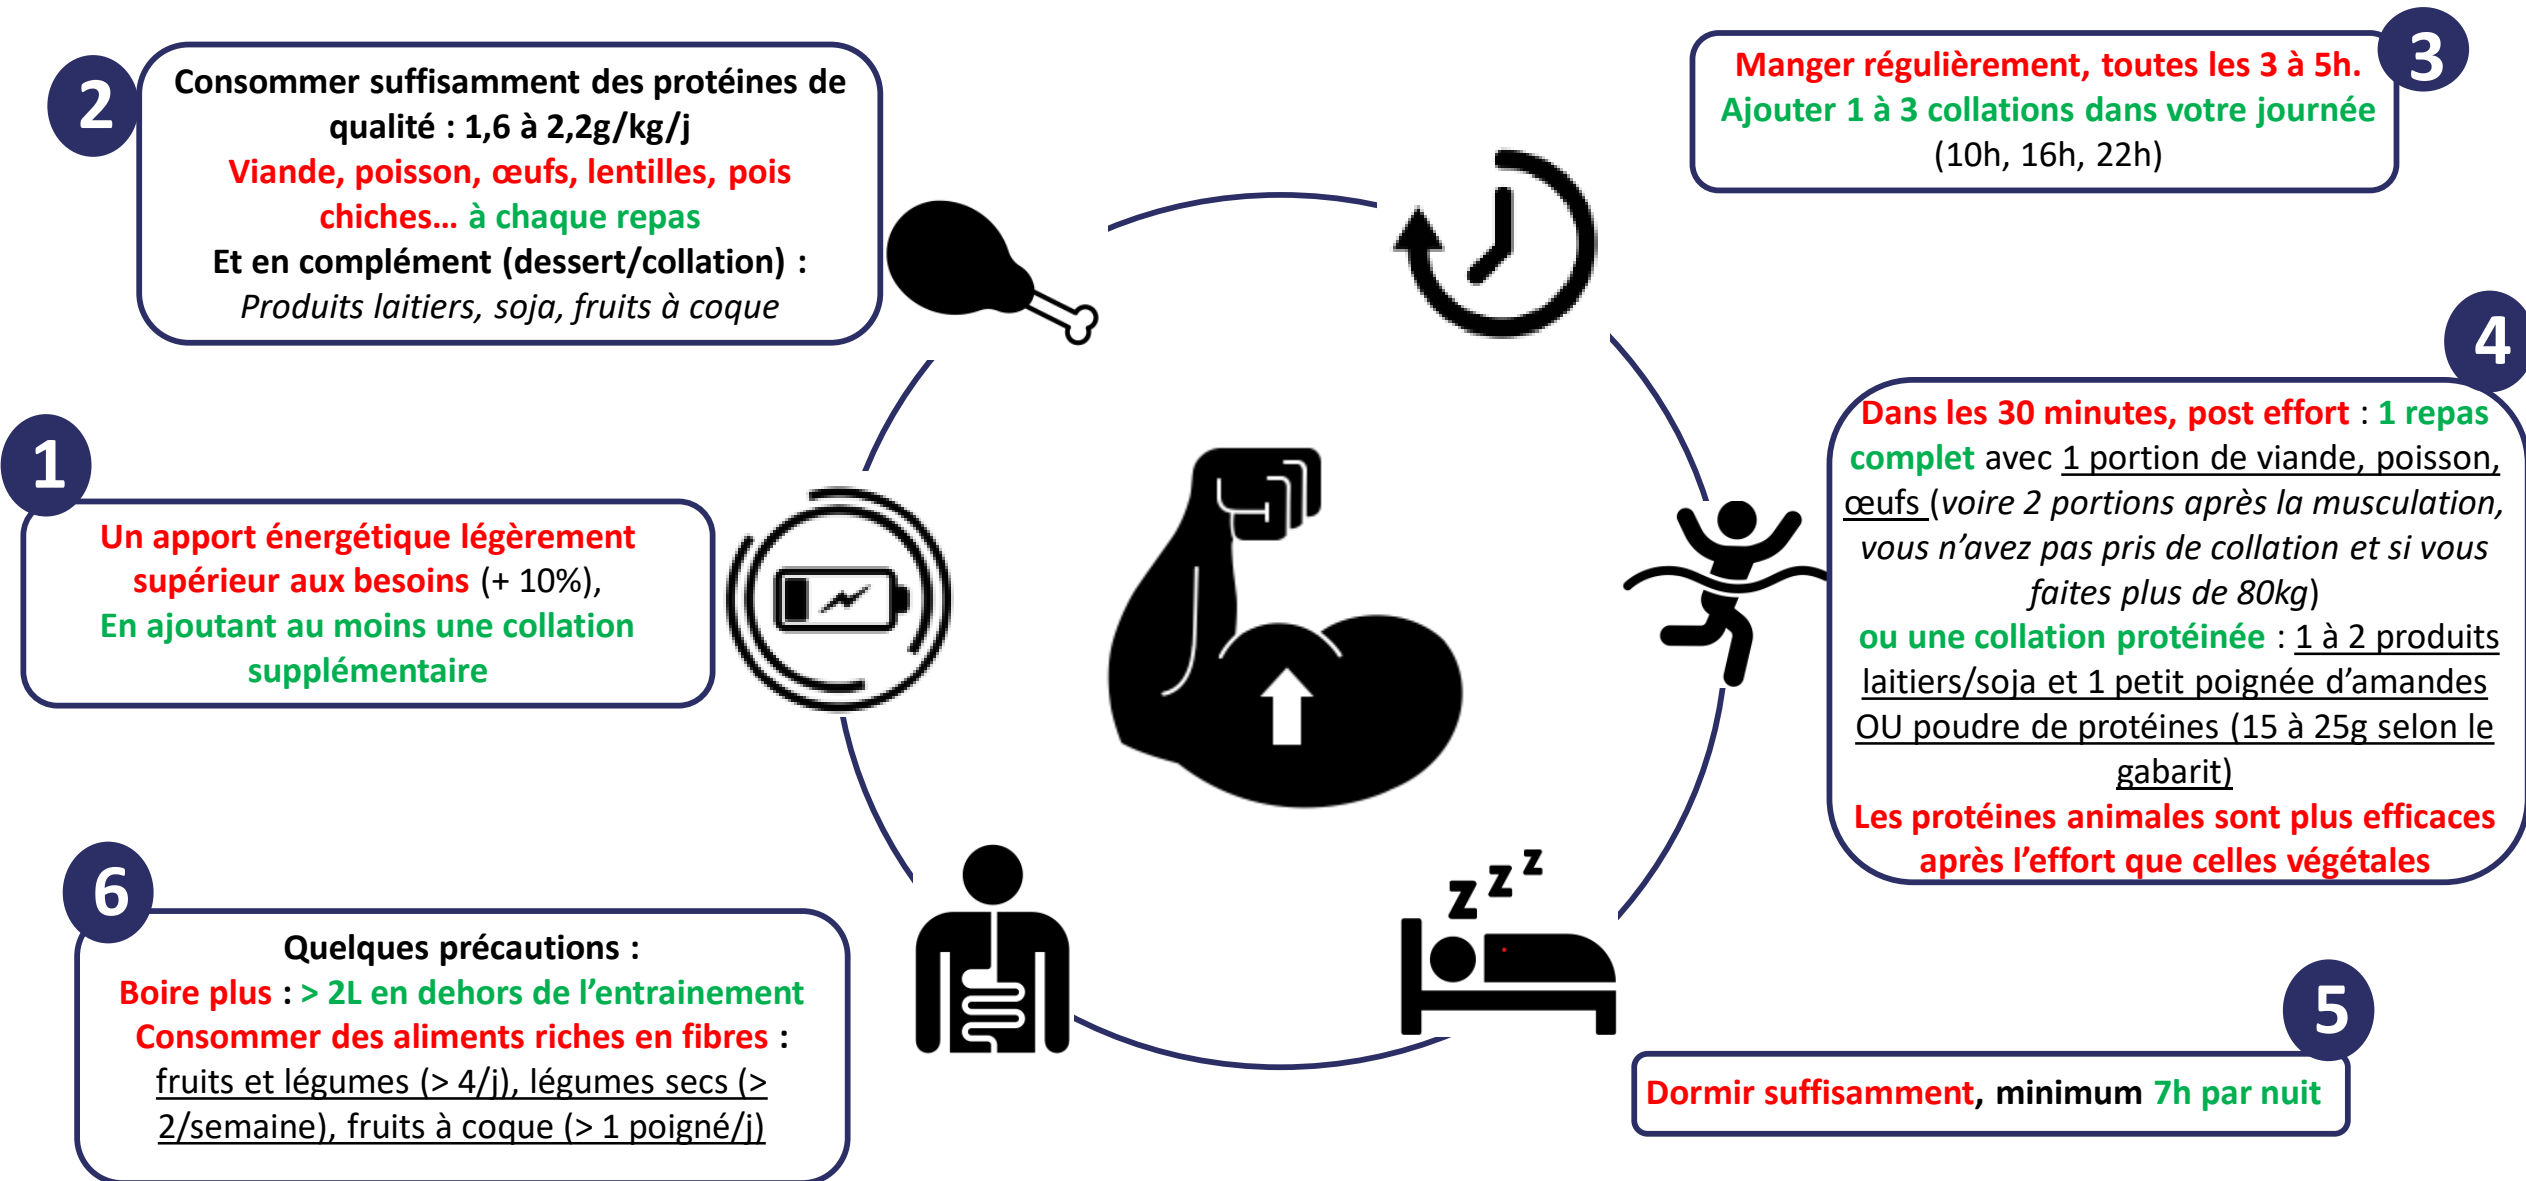 1
Un apport énergétique légèrement
supérieur aux besoins (+ 10%),
En ajoutant au moins une collation
supplémentaire
2
Consommer suffisamment des protéines de
qualité : 1,6 à 2,2g/kg/j
Viande, poisson, œufs, lentilles, pois
chiches... à chaque repas
Et en complément (dessert/collation) :
Produits laitiers, soja, fruits à coque
3
Manger régulièrement, toutes les 3 à 5h.
Ajouter 1 à 3 collations dans votre journée
(10h, 16h, 22h)
4
Dans les 30 minutes, post effort : 1 repas
complet avec 1 portion de viande, poisson,
œufs (voire 2 portions après la musculation,
vous n’avez pas pris de collation et si vous
faites plus de 80kg)
ou une collation protéinée : 1 à 2 produits
laitiers/soja et 1 petit poignée d’amandes
OU poudre de protéines (15 à 25g selon le
gabarit)
Les protéines animales sont plus efficaces
après l’effort que celles végétales
z z z
5
Dormir suffisamment, minimum 7h par nuit
6
Quelques précautions :
Boire plus : > 2L en dehors de l’entrainement
Consommer des aliments riches en fibres :
fruits et légumes (> 4/j), légumes secs (>
2/semaine), fruits à coque (> 1 poigné/j)